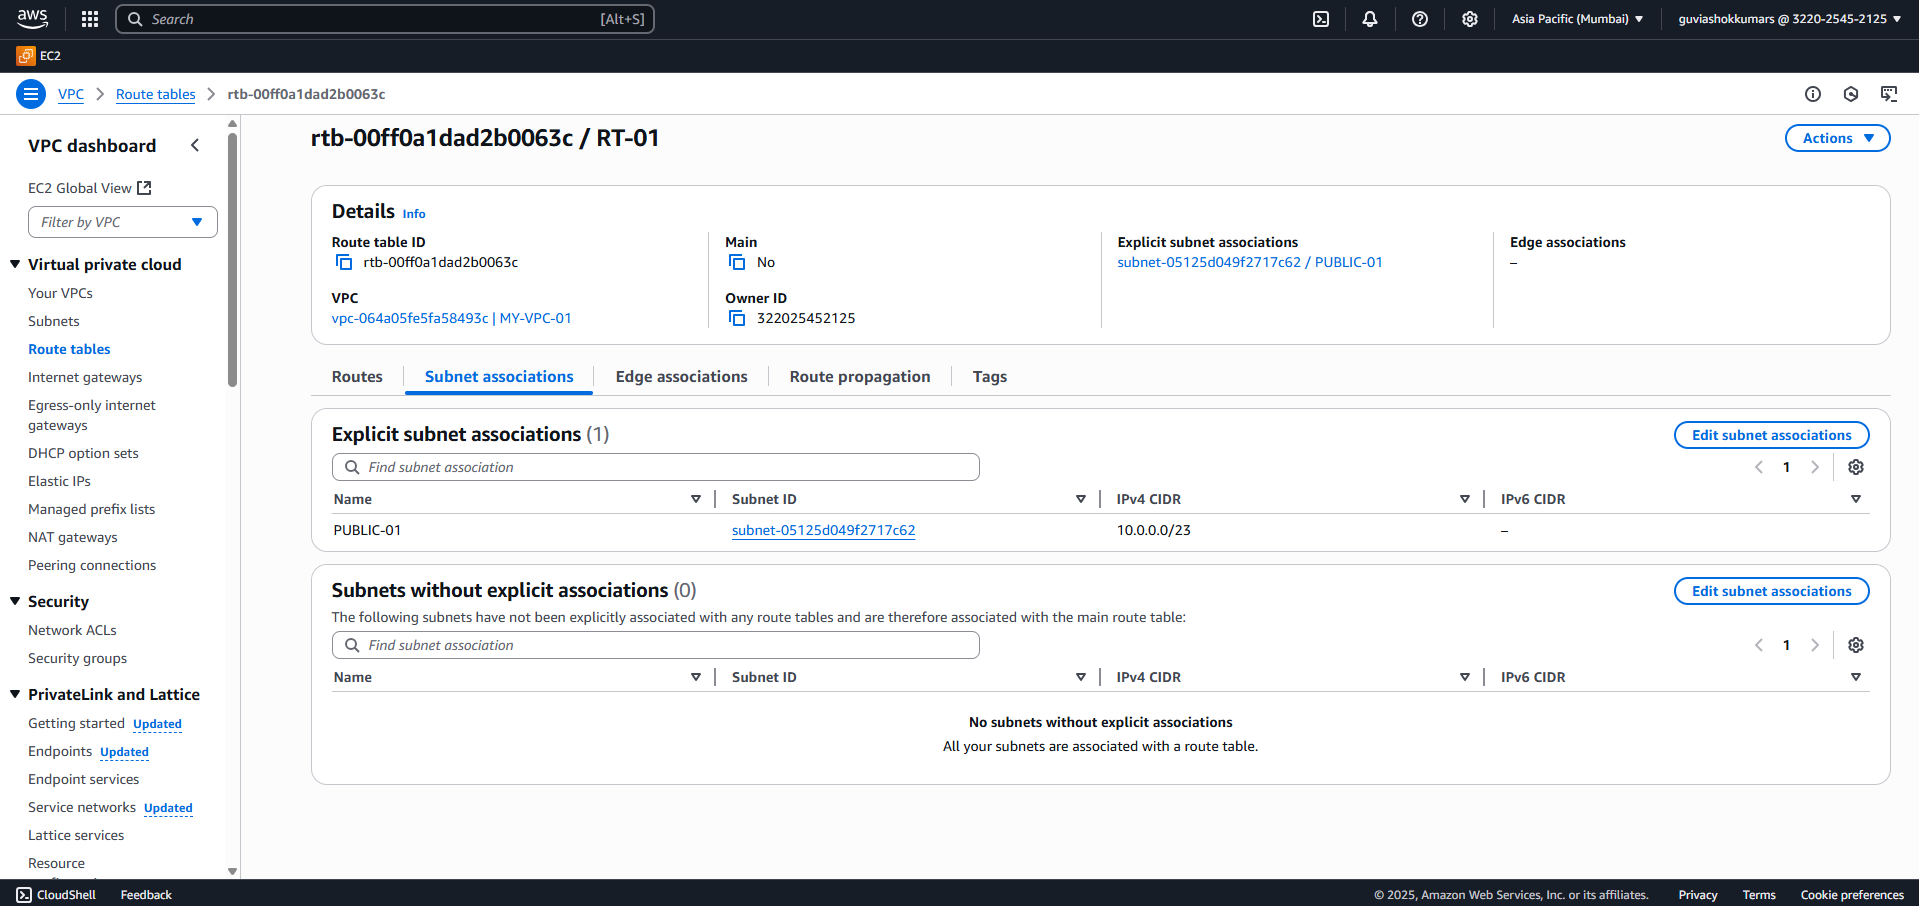 aws
Search [Alt+S]
Asia Pacific (Mumbai)
guviashokkumars @ 3220-2545-2125
EC2
VPC
Route tables
rtb-00ff0a1dad2b0063c
VPC dashboard
EC2 Global View
Filter by VPC
Virtual private cloud
Your VPCs
Subnets
Route tables
Internet gateways
Egress-only internet
gateways
DHCP option sets
Elastic IPs
Managed prefix lists
NAT gateways
Peering connections
Security
Network ACLs
Security groups
PrivateLink and Lattice
Getting started Updated
Endpoints Updated
Endpoint services
Service networks Updated
Lattice services
Resource
rtb-00ff0a1dad2b0063c / RT-01
Actions
Details Info
Route table ID
rtb-00ff0a1dad2b0063c
VPC
vpc-064a05fe5fa58493c | MY-VPC-01
Main
No
Owner ID
322025452125
Explicit subnet associations
subnet-05125d049f2717c62 / PUBLIC-01
Edge associations
–
Routes
Subnet associations
Edge associations
Route propagation
Tags
Explicit subnet associations (1)
Edit subnet associations
Find subnet association
1
Name Subnet ID IPv4 CIDR IPv6 CIDR
PUBLIC-01 subnet-05125d049f2717c62 10.0.0.0/23 –
Subnets without explicit associations (0)
Edit subnet associations
The following subnets have not been explicitly associated with any route tables and are therefore associated with the main route table:
Find subnet association
1
Name Subnet ID IPv4 CIDR IPv6 CIDR
No subnets without explicit associations
All your subnets are associated with a route table.
CloudShell
Feedback
© 2025, Amazon Web Services, Inc. or its affiliates.
Privacy
Terms
Cookie preferences